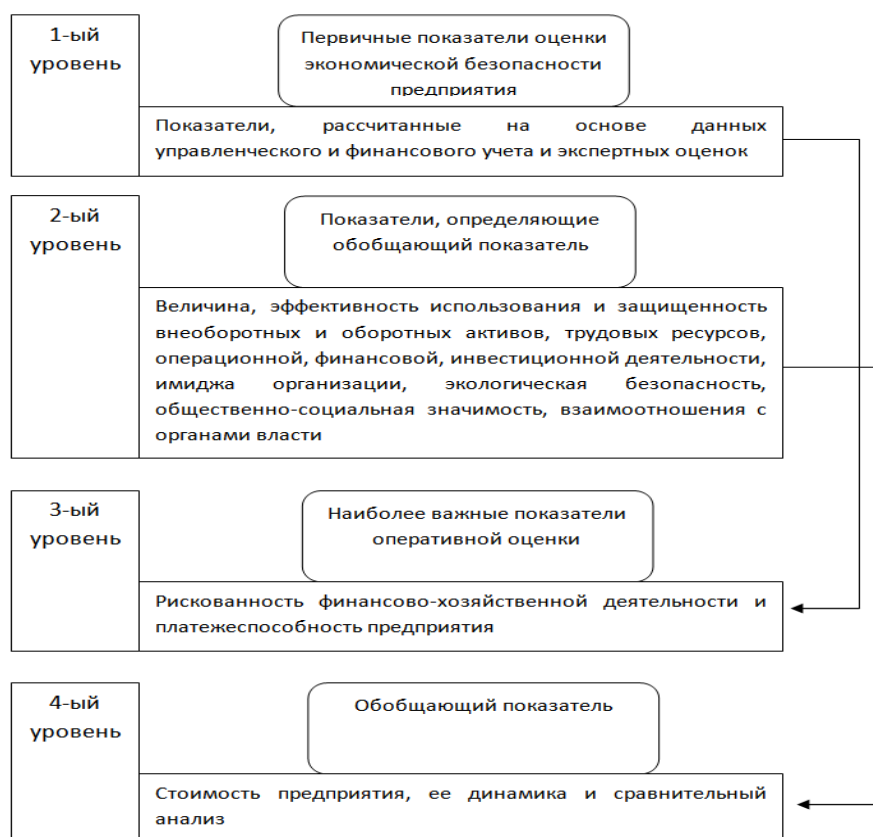 1-ый
уровень
Первичные показатели оценки
экономической безопасности
предприятия
Показатели, рассчитанные на основе данных
управленческого и финансового учета и экспертных оценок
2-ый
уровень
Показатели, определяющие
обобщающий показатель
Величина, эффективность использования и защищенность
внеоборотных и оборотных активов, трудовых ресурсов,
операционной, финансовой, инвестиционной деятельности,
имиджа организации, экологическая безопасность,
общественно-социальная значимость, взаимоотношения с
органами власти
3-ый
уровень
Наиболее важные показатели
оперативной оценки
Рискованность финансово-хозяйственной деятельности и
платежеспособность предприятия
4-ый
уровень
Обобщающий показатель
Стоимость предприятия, ее динамика и сравнительный
анализ